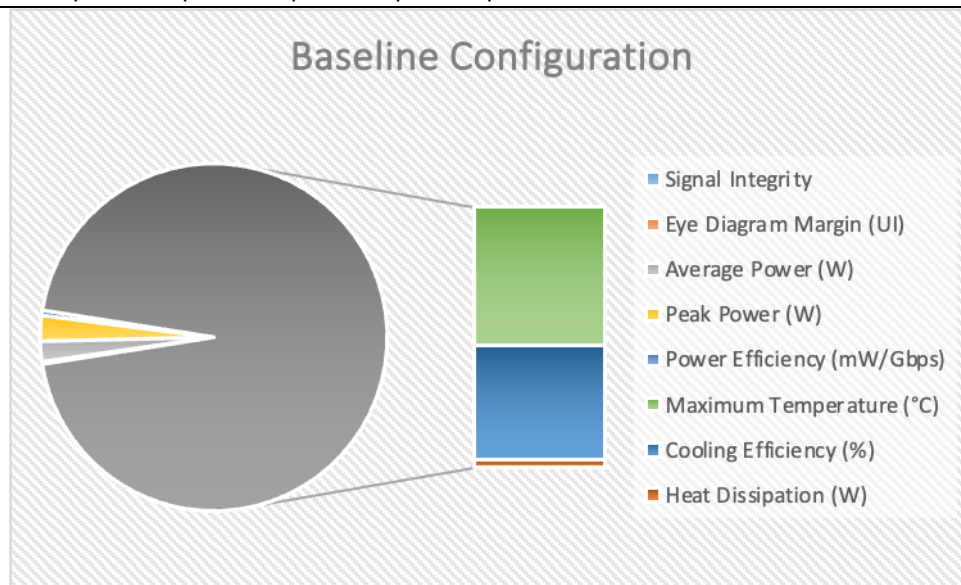 Baseline Configuration
Signal Integrity
Eye Diagram Margin (UI)
Average Power (W)
Peak Power (W)
Power Efficiency (mW/Gbps)
Maximum Temperature (°C)
Cooling Efficiency (%)
Heat Dissipation (W)